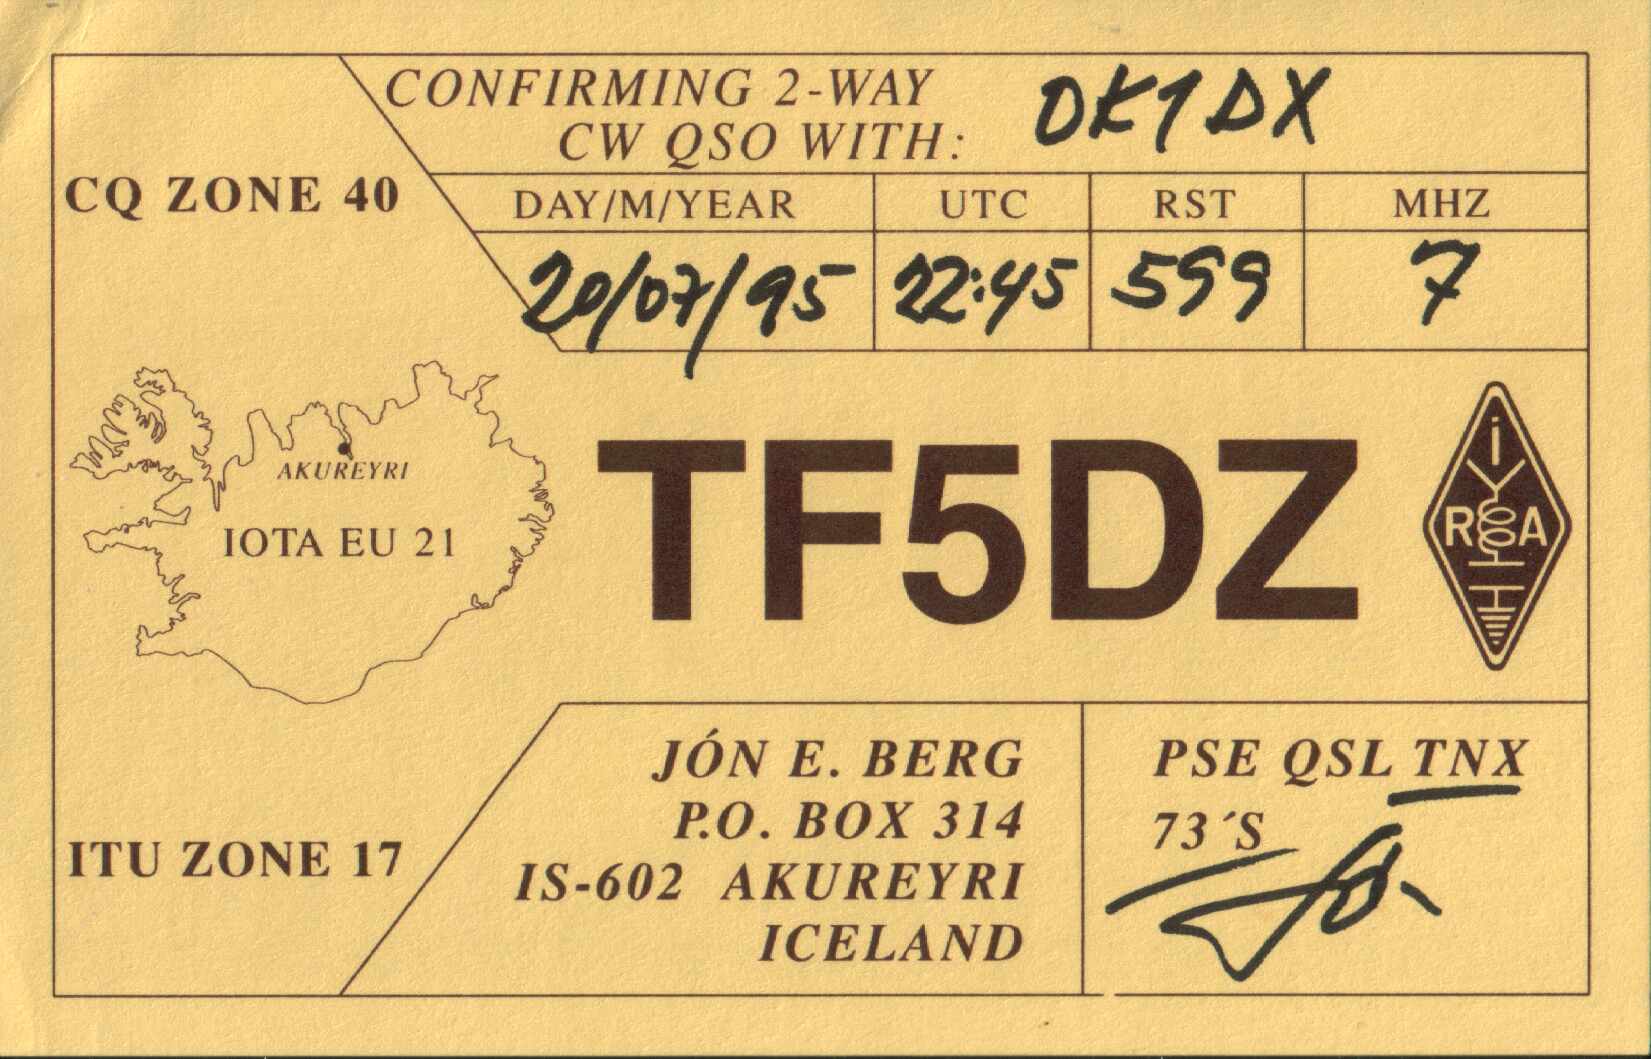 CONFIRMING 2-WAY
CW QSO WITH: OK1DX
CQ ZONE 40
DAY/M/YEAR UTC RST MHZ
20/07/95 22:45 599 7
AKUREYRI
IOTA EU 21
TF5DZ
i
R A
JÓN E. BERG
P.O. BOX 314
IS-602 AKUREYRI
ICELAND
PSE QSL TNX
73´S
ITU ZONE 17